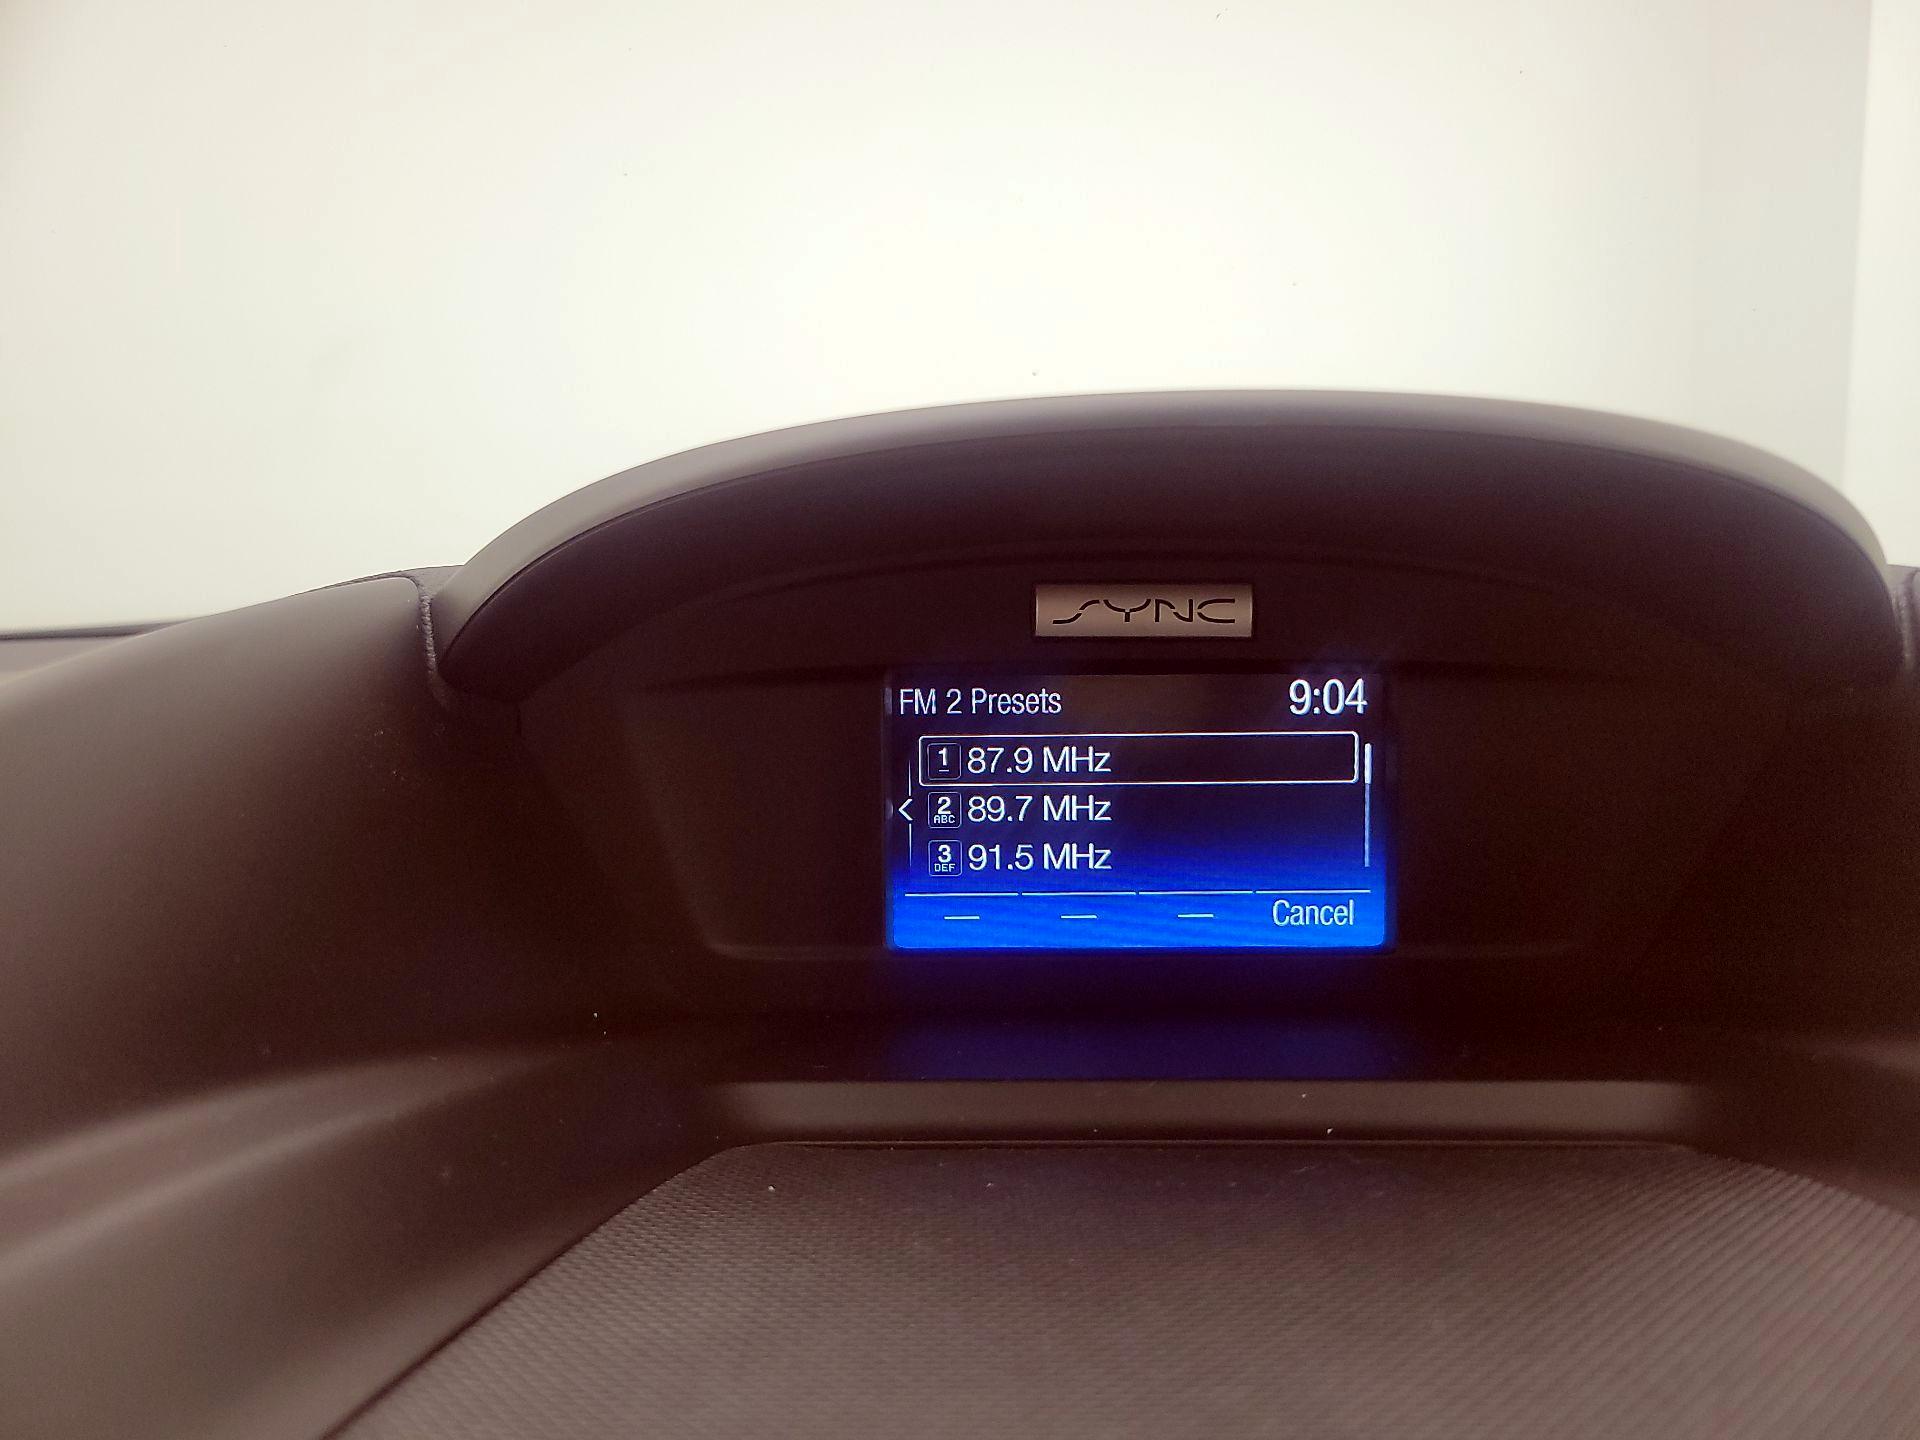 SYNC
FM 2 Presets 9:04
1 87.9 MHz
2 ABC 89.7 MHz
3 DEF 91.5 MHz
Cancel